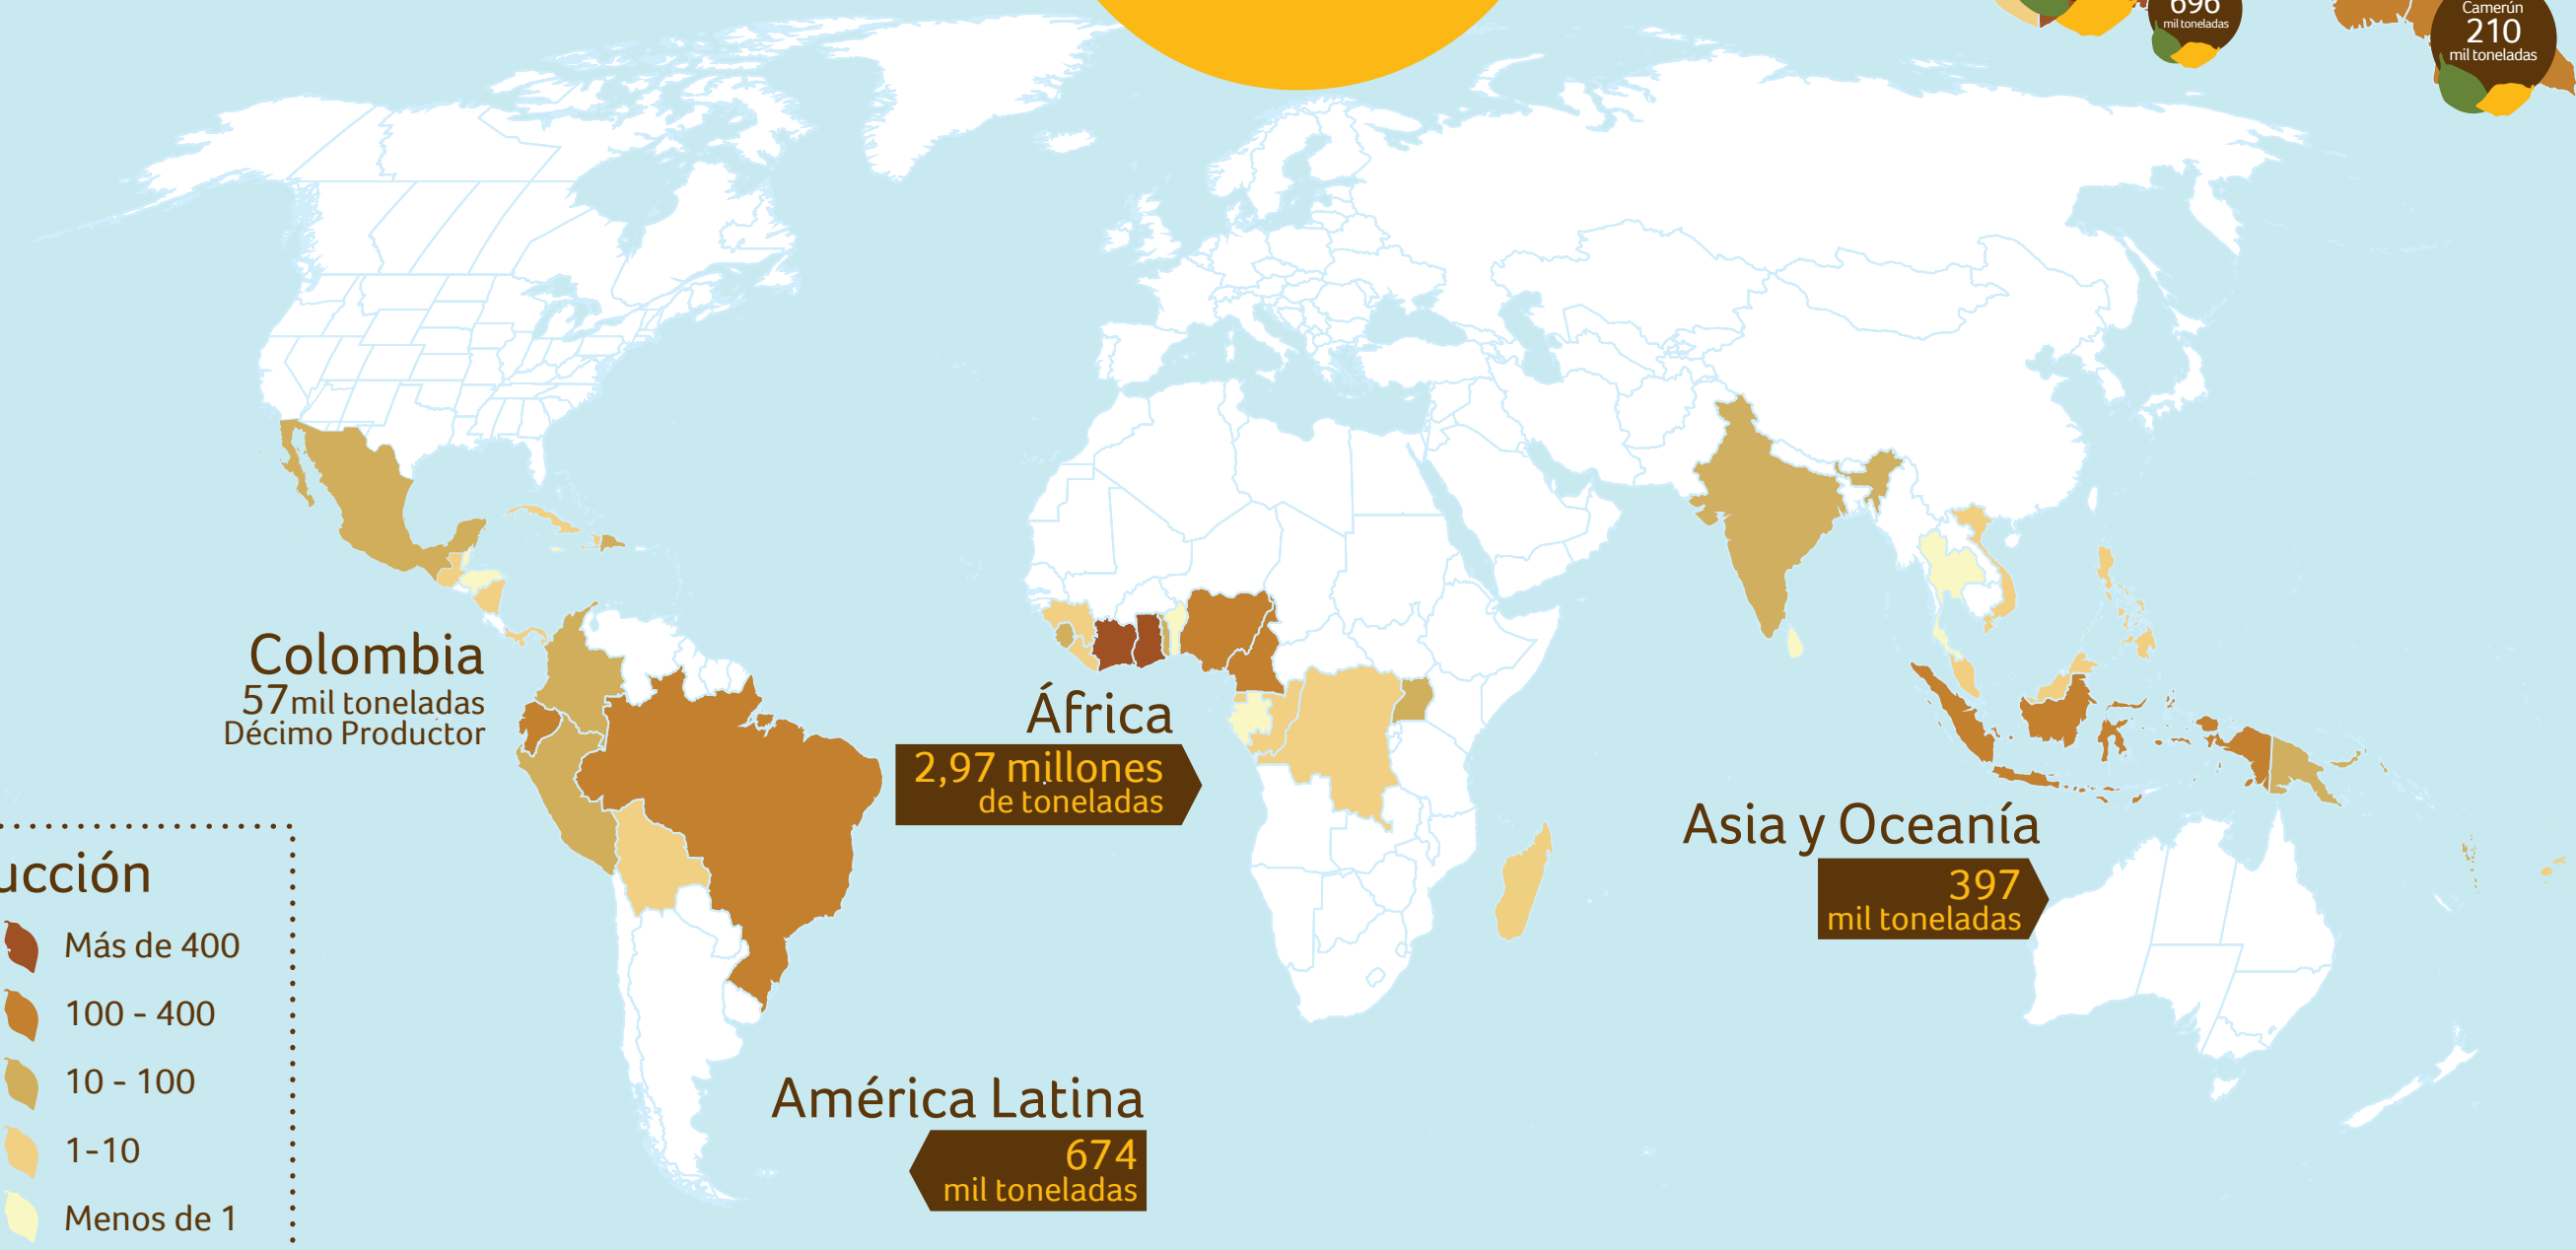 696
mil toneladas
Camerún
210
mil toneladas
Colombia
57mil toneladas
Décimo Productor
África
2,97 millones
de toneladas
Asia y Oceanía
397
mil toneladas
América Latina
674
mil toneladas
ucción
Más de 400
100 - 400
10 - 100
1-10
Menos de 1